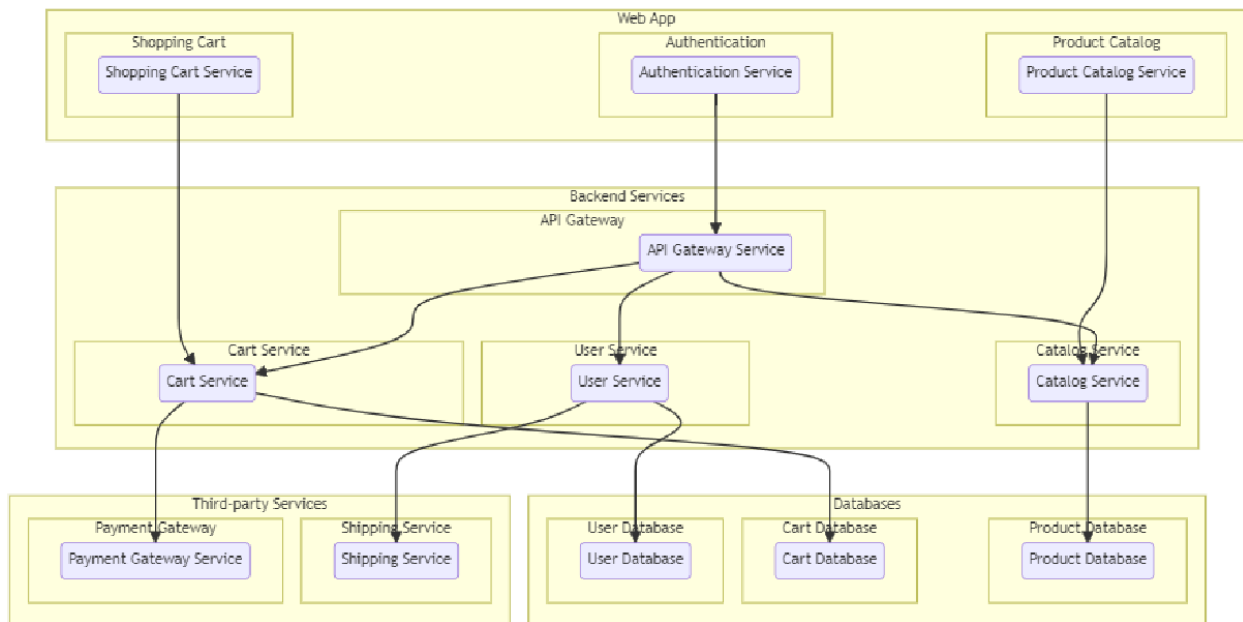 Web App
Shopping Cart
Authentication
Product Catalog
Shopping Cart Service
Authentication Service
Product Catalog Service
Backend Services
API Gateway
API Gateway Service
Cart Service
User Service
Catalog Service
Cart Service
User Service
Catalog Service
Third-party Services
Databases
Payment Gateway
Shipping Service
User Database
Cart Database
Product Database
Payment Gateway Service
Shipping Service
User Database
Cart Database
Product Database